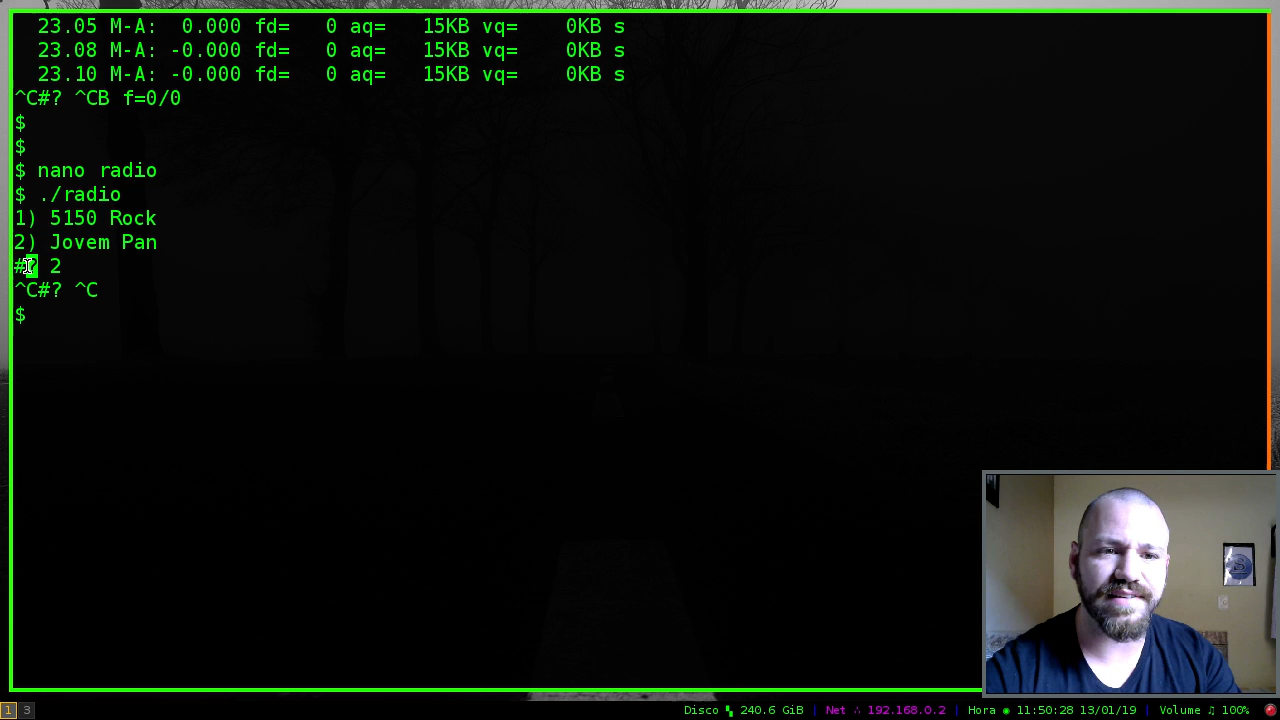 23.05 M-A:  0.000 fd=   0 aq=   15KB vq=    0KB s
23.08 M-A: -0.000 fd=   0 aq=   15KB vq=    0KB s
23.10 M-A: -0.000 fd=   0 aq=   15KB vq=    0KB s
^C#? ^CB f=0/0
$
$
$ nano radio
$ ./radio
1) 5150 Rock
2) Jovem Pan
#? 2
^C#? ^C
$
1 3 Disco 240.6 GiB | Net ∴ 192.168.0.2 | Hora ◉ 11:50:28 13/01/19 | Volume ♫ 100%